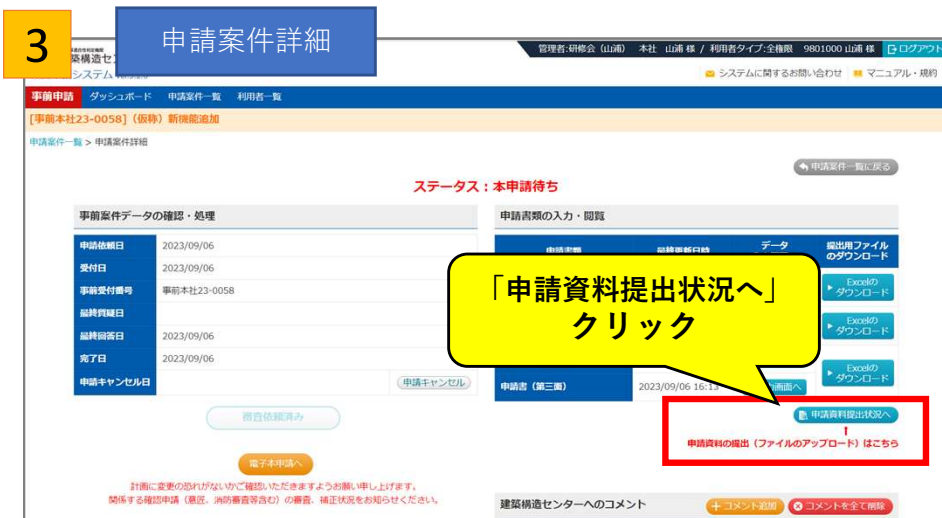 3
申請案件詳細
築構造セン
システム
管理者:研修会（山浦） 本社 山浦 様 / 利用者タイプ:全権限 9801000 山浦 様 ログアウト
システムに関するお問い合わせ マニュアル・規約
事前申請 ダッシュボード 申請案件一覧 利用者一覧
[事前本社23-0058]（仮称）新機能追加
申請案件一覧 > 申請案件詳細
申請案件一覧に戻る
ステータス：本申請待ち
事前案件データの確認・処理
申請依頼日 2023/09/06
受付日 2023/09/06
事前受付番号 事前本社23-0058
最終質疑日
最終回答日 2023/09/06
完了日 2023/09/06
申請キャンセル日 申請キャンセル
審査依頼済み
電子本申請へ
計画に変更の恐れがないかご確認いただきますようお願い申し上げます。
関係する確認申請（意匠、消防審査等含む）の審査、補正状況をお知らせください。
申請書類の入力・閲覧
申請書類 最終更新日時 データ 提出用ファイルのダウンロード
Excelの
ダウンロード
Excelの
ダウンロード
Excelの
ダウンロード
申請書（第三面） 2023/09/06 16:13 画面へ
「申請資料提出状況へ」
クリック
申請資料提出状況へ
↑
申請資料の提出（ファイルのアップロード）はこちら
建築構造センターへのコメント
＋コメント追加 コメントを全て削除